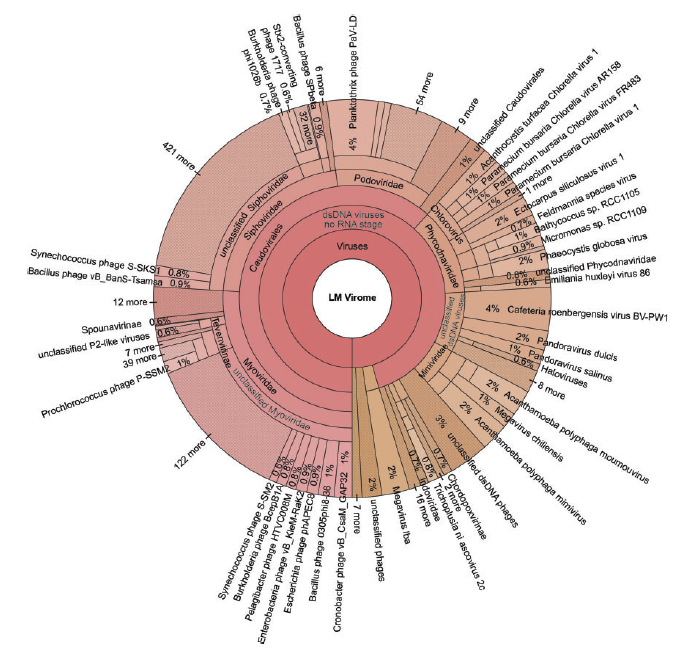 LM Virome
Viruses
dsDNA viruses
no RNA stage
Caudovirales
Siphoviridae
unclassified Siphoviridae
Podoviridae
Myoviridae
unclassified Myoviridae
Tevenvirinae
Phycodnaviridae
Chlorovirus
Mimiviridae
unclassified
dsDNA viruses
4% Planktothrix phage PaV-LD
54 more
9 more
1% unclassified Caudovirales
1% Acanthocystis turfacea Chlorella virus 1
1% Paramecium bursaria Chlorella virus AR158
1% Paramecium bursaria Chlorella virus FR483
1% Paramecium bursaria Chlorella virus 1
1 more
2% Ectocarpus siliculosus virus 1
0.7% Feldmannia species virus
1% Bathycoccus sp. RCC1105
0.9% Micromonas sp. RCC1109
2% Phaeocystis globosa virus
0.8% unclassified Phycodnaviridae
0.6% Emiliania huxleyi virus 86
4% Cafeteria roenbergensis virus BV-PW1
2% Pandoravirus dulcis
1% Pandoravirus salinus
0.6% Haloviruses
8 more
2% Acanthamoeba polyphaga moumouvirus
1% Megavirus chiliensis
2% Acanthamoeba polyphaga mimivirus
3% unclassified dsDNA phages
0.7% Chordopoxvirinae
2 more
0.8% Trichoplusia ni ascovirus 2c
0.7% Iridoviridae
16 more
2% Megavirus lba
2% unclassified phages
7 more
1% Cronobacter phage vB_CsaM_GAP32
1% Bacillus phage 0305phi8-36
0.9% Escherichia phage phAPEC8
0.9% Enterobacteria phage vB_KleM-RaK2
0.8% Pelagibacter phage HTVC008M
0.8% Burkholderia phage BcepB1A
0.6% Synechococcus phage S-SSM2
122 more
Prochlorococcus phage P-SSM2 1%
39 more
7 more
unclassified P2-like viruses 0.6%
Spounavirinae 0.6%
12 more
Bacillus phage vB_BanS-Tsamsa 0.9%
Synechococcus phage S-SKS1 0.8%
421 more
Burkholderia phage
phi1026b 0.7%
Stx2-converting
phage 1717 0.6%
32 more
Bacillus phage SPbeta 0.9%
6 more